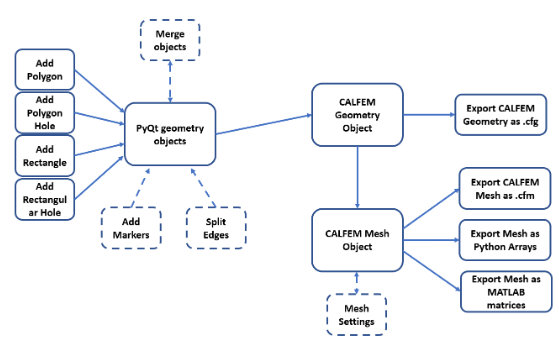 Merge
objects
Add
Polygon
Add
Polygon
Hole
Add
Rectangle
Add
Rectangul
ar Hole
PyQt geometry
objects
Add
Markers
Split
Edges
CALFEM
Geometry
Object
Export CALFEM
Geometry as .cfg
CALFEM Mesh
Object
Export CALFEM
Mesh as .cfm
Export Mesh as
Python Arrays
Export Mesh as
MATLAB
matrices
Mesh
Settings